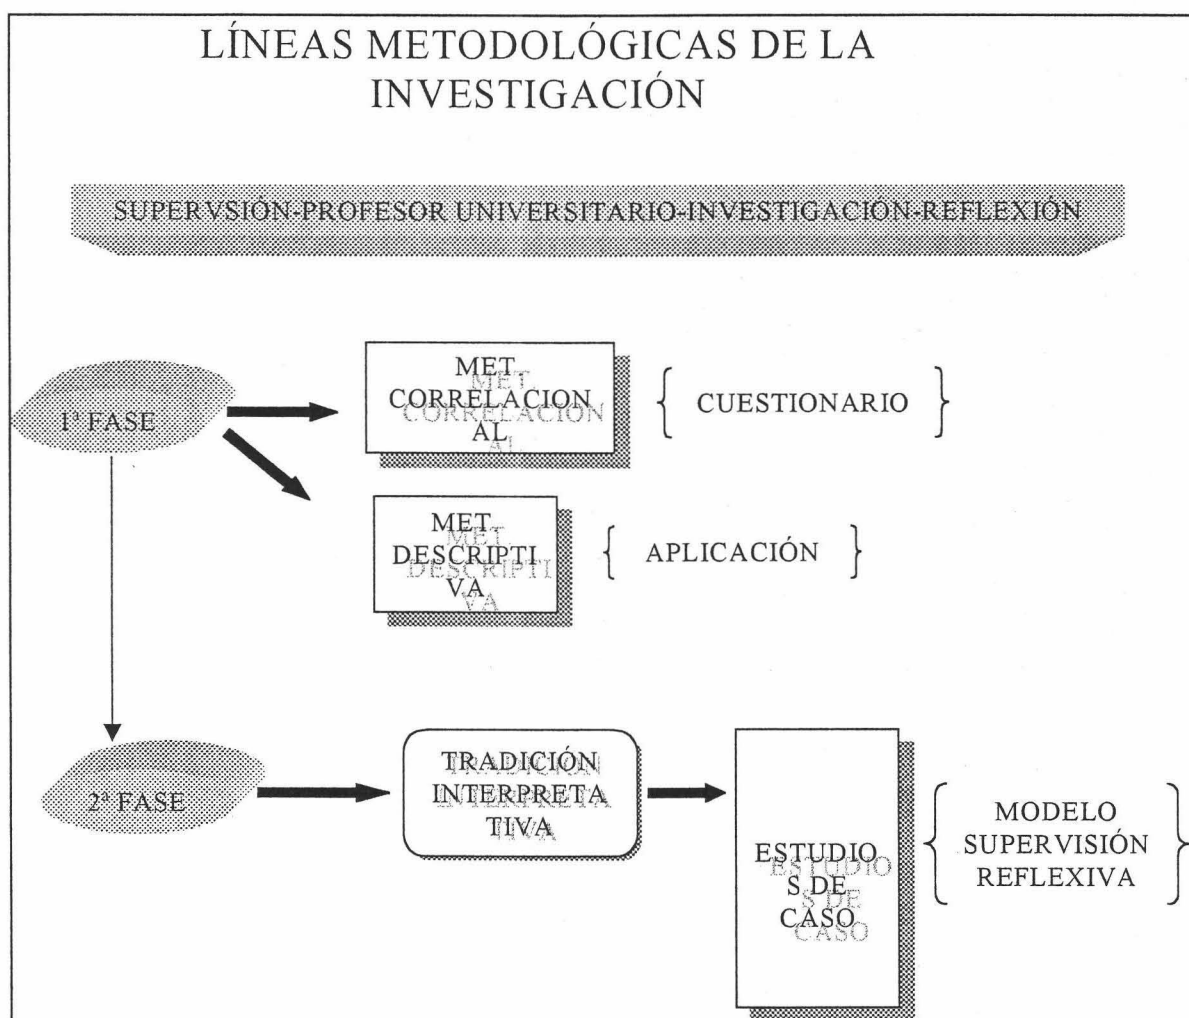 LÍNEAS METODOLÓGICAS DE LA
INVESTIGACIÓN
SUPERVSIÓN-PROFESOR UNIVERSITARIO-INVESTIGACIÓN-REFLEXIÓN
1ª FASE
MET.
CORRELACION
AL
{ CUESTIONARIO }
MET.
DESCRIPTI
VA
{ APLICACIÓN }
2ª FASE
TRADICIÓN
INTERPRETA
TIVA
ESTUDIO
S DE
CASO
MODELO
SUPERVISIÓN
REFLEXIVA